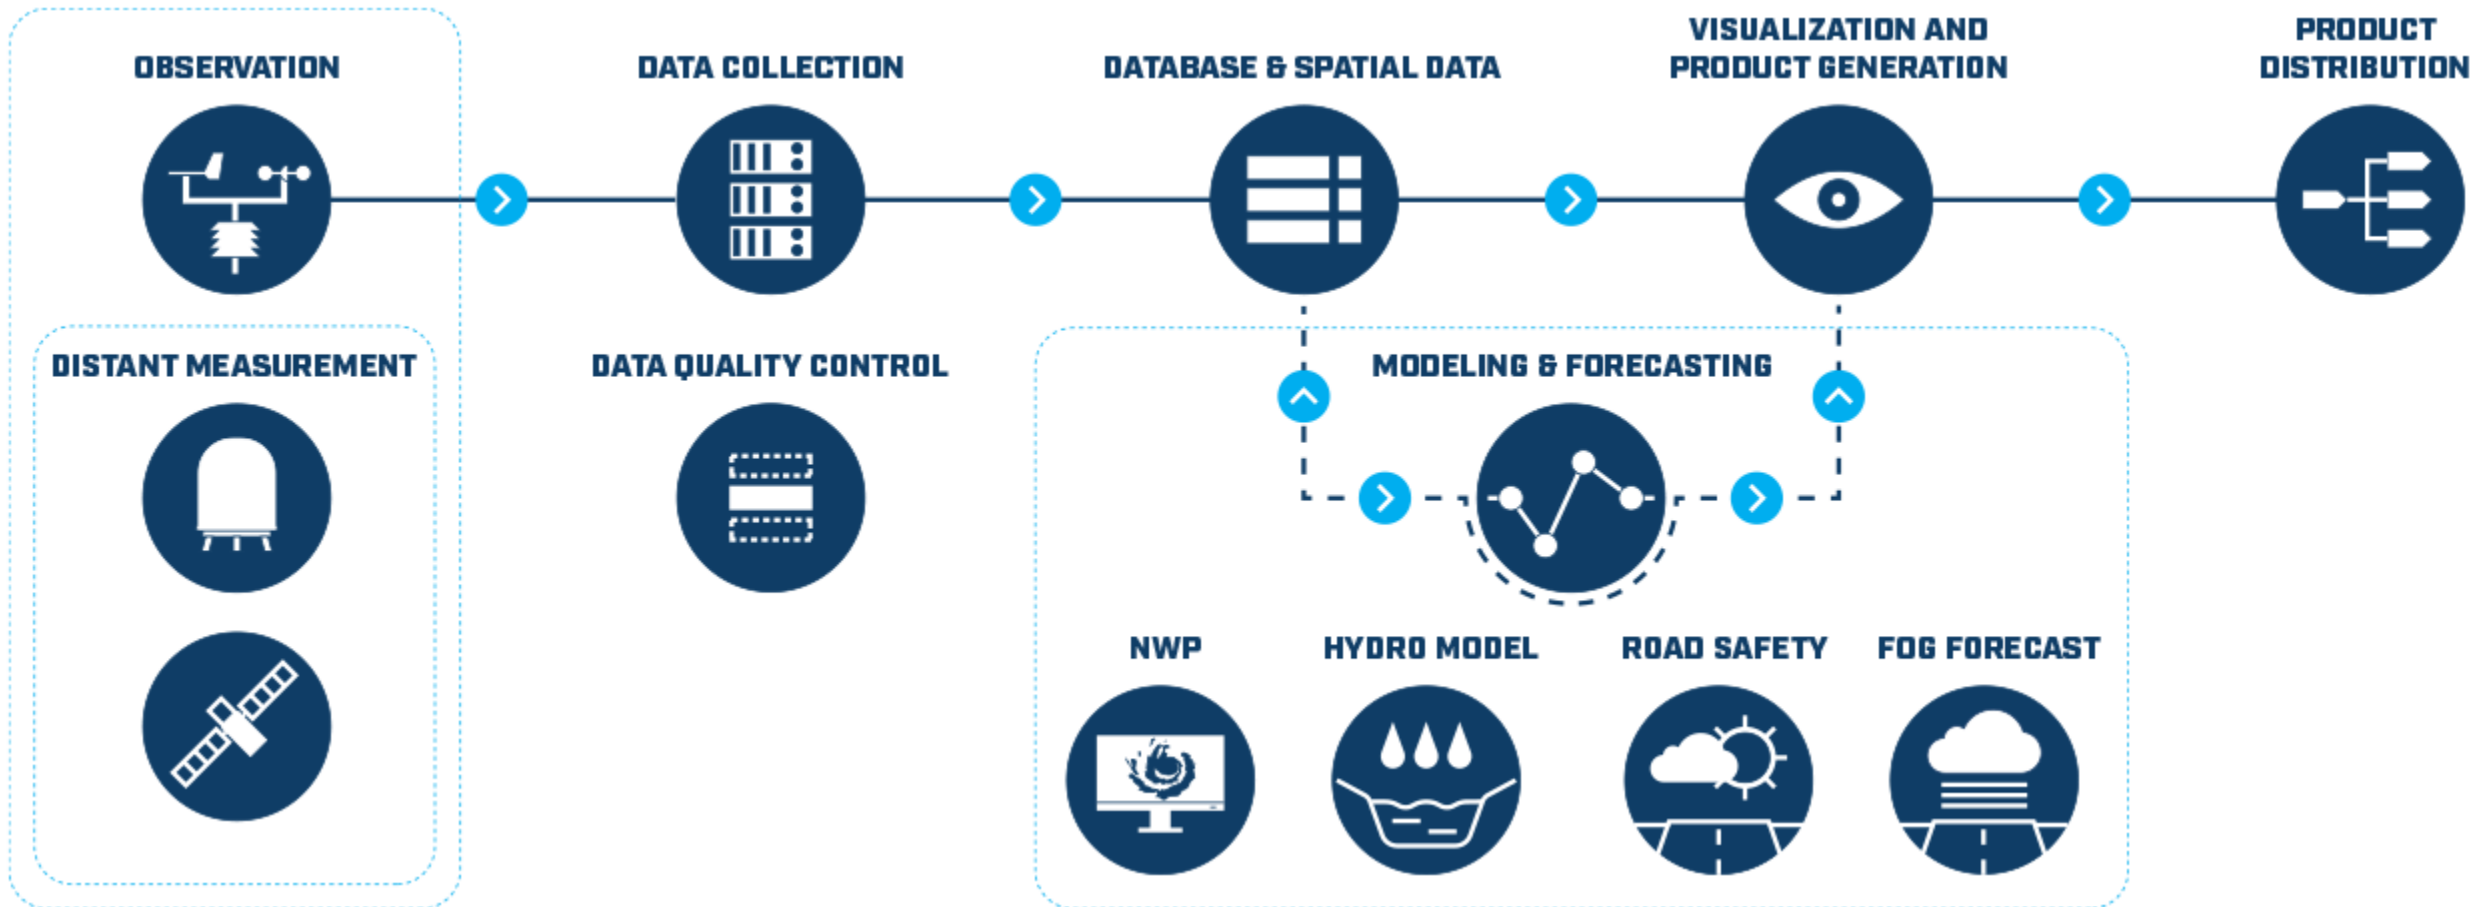 OBSERVATION
DATA COLLECTION
DATABASE & SPATIAL DATA
VISUALIZATION AND
PRODUCT GENERATION
PRODUCT
DISTRIBUTION
DISTANT MEASUREMENT
DATA QUALITY CONTROL
MODELING & FORECASTING
NWP
HYDRO MODEL
ROAD SAFETY
FOG FORECAST